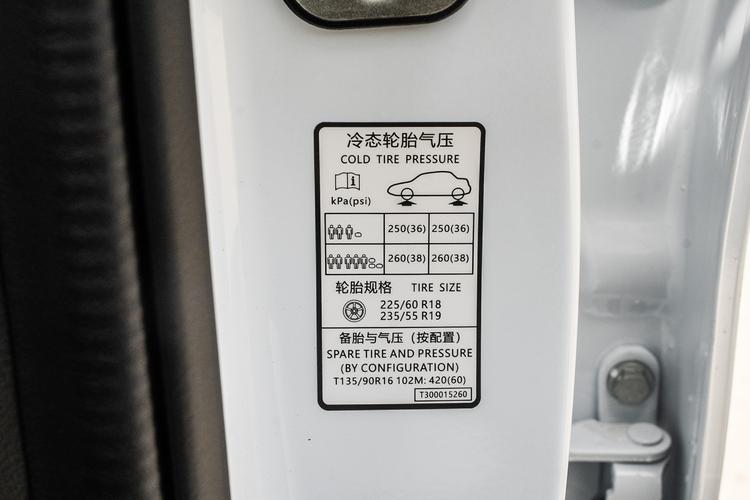 冷态轮胎气压
COLD TIRE PRESSURE
kPa(psi)
250(36) 250(36)
260(38) 260(38)
轮胎规格 TIRE SIZE
225/60 R18
235/55 R19
备胎与气压（按配置）
SPARE TIRE AND PRESSURE
(BY CONFIGURATION)
T135/90R16 102M: 420(60)
T300015260